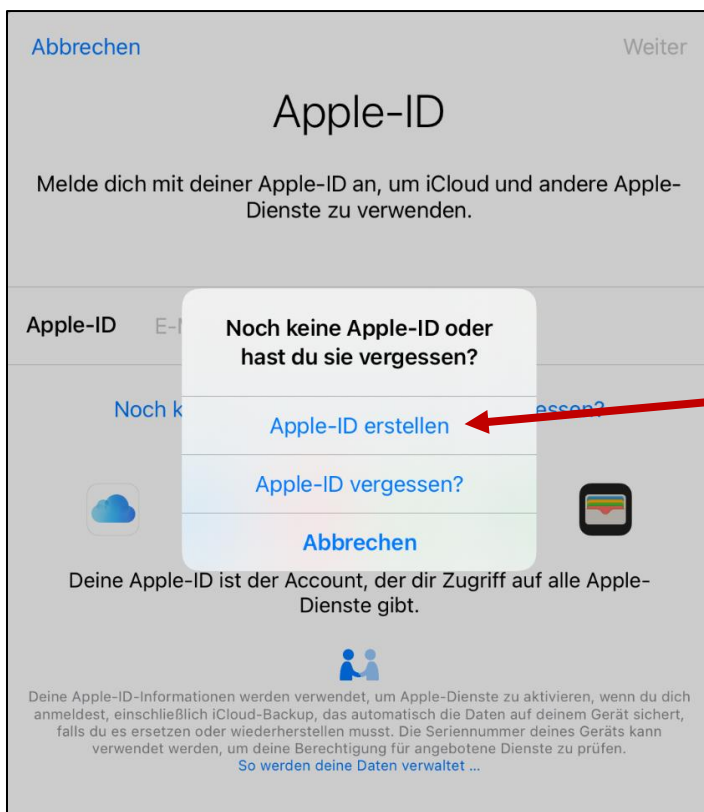 Abbrechen Weiter
Apple-ID
Melde dich mit deiner Apple-ID an, um iCloud und andere Apple-
Dienste zu verwenden.
Apple-ID
Noch keine Apple-ID oder
hast du sie vergessen?
Noch
Apple-ID erstellen
Apple-ID vergessen?
Abbrechen
Deine Apple-ID ist der Account, der dir Zugriff auf alle Apple-
Dienste gibt.
Deine Apple-ID-Informationen werden verwendet, um Apple-Dienste zu aktivieren, wenn du dich
anmeldest, einschließlich iCloud-Backup, das automatisch die Daten auf deinem Gerät sichert,
falls du es ersetzen oder wiederherstellen musst. Die Seriennummer deines Geräts kann
verwendet werden, um deine Berechtigung für angebotene Dienste zu prüfen.
So werden deine Daten verwaltet ...